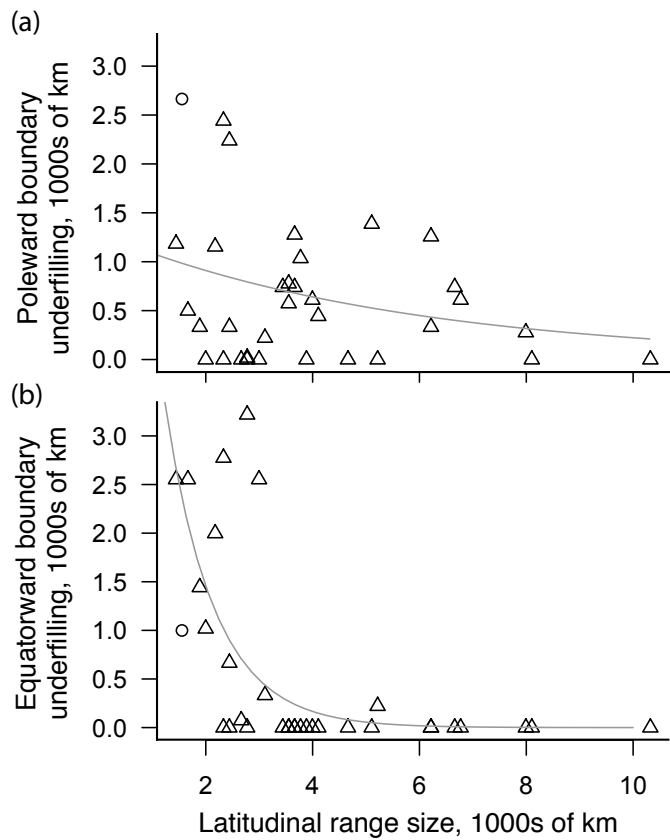 (a)
Poleward boundary
underfilling, 1000s of km
3.0
2.5
2.0
1.5
1.0
0.5
0.0
(b)
Equatorward boundary
underfilling, 1000s of km
3.0
2.5
2.0
1.5
1.0
0.5
0.0
2 4 6 8 10
Latitudinal range size, 1000s of km